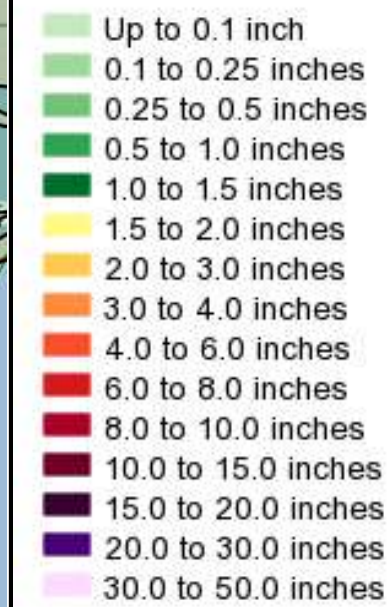 Up to 0.1 inch
0.1 to 0.25 inches
0.25 to 0.5 inches
0.5 to 1.0 inches
1.0 to 1.5 inches
1.5 to 2.0 inches
2.0 to 3.0 inches
3.0 to 4.0 inches
4.0 to 6.0 inches
6.0 to 8.0 inches
8.0 to 10.0 inches
10.0 to 15.0 inches
15.0 to 20.0 inches
20.0 to 30.0 inches
30.0 to 50.0 inches